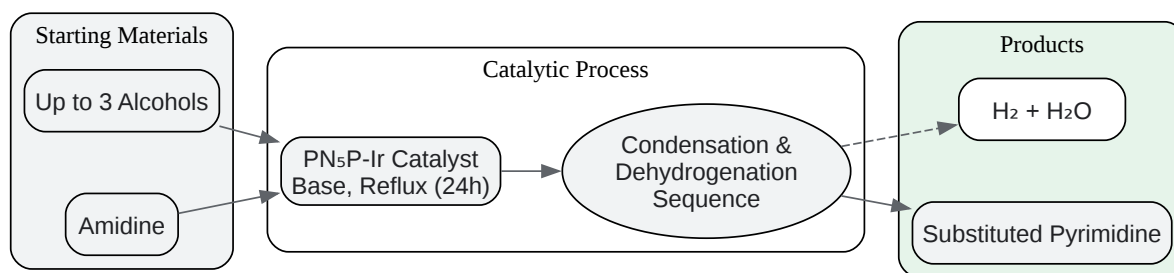 Starting Materials
Up to 3 Alcohols
Amidine
Catalytic Process
PN₅P-Ir Catalyst
Base, Reflux (24h)
Condensation &
Dehydrogenation
Sequence
Products
H₂ + H₂O
Substituted Pyrimidine